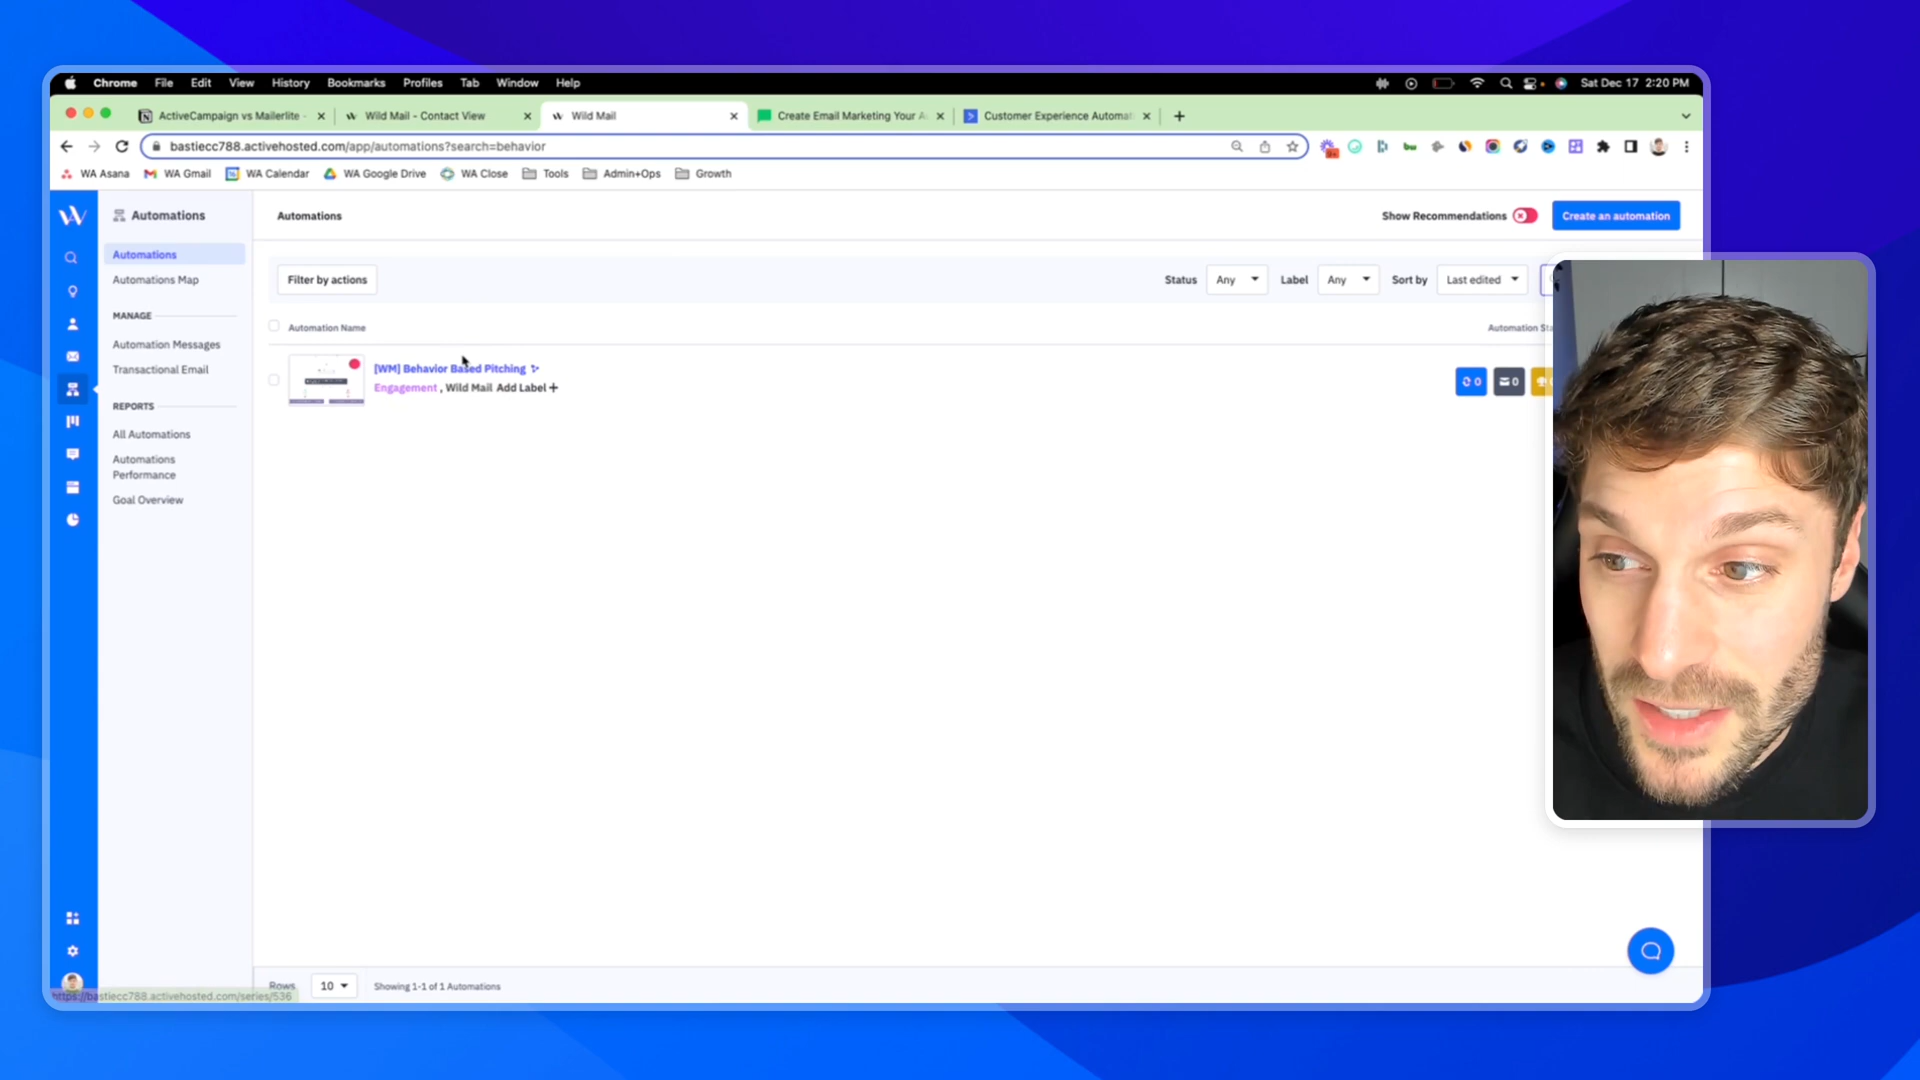 Chrome File Edit View History Bookmarks Profiles Tab Window Help Sat Dec 17 2:20 PM
ActiveCampaign vs Mailerlite - Wild Mail - Contact View Wild Mail Create Email Marketing Your A Customer Experience Automat
bastiecc788.activehosted.com/app/automations?search=behavior
WA Asana WA Gmail WA Calendar WA Google Drive WA Close Tools Admin+Ops Growth
Automations
Automations
Automations Map
MANAGE
Automation Messages
Transactional Email
REPORTS
All Automations
Automations
Performance
Goal Overview
Automations Show Recommendations Create an automation
Filter by actions Status Any Label Any Sort by Last edited
Automation Name Automation Sta
[WM] Behavior Based Pitching
Engagement , Wild Mail Add Label +
0 0
Rows 10 Showing 1-1 of 1 Automations
https://bastiecc788.activehosted.com/series/536